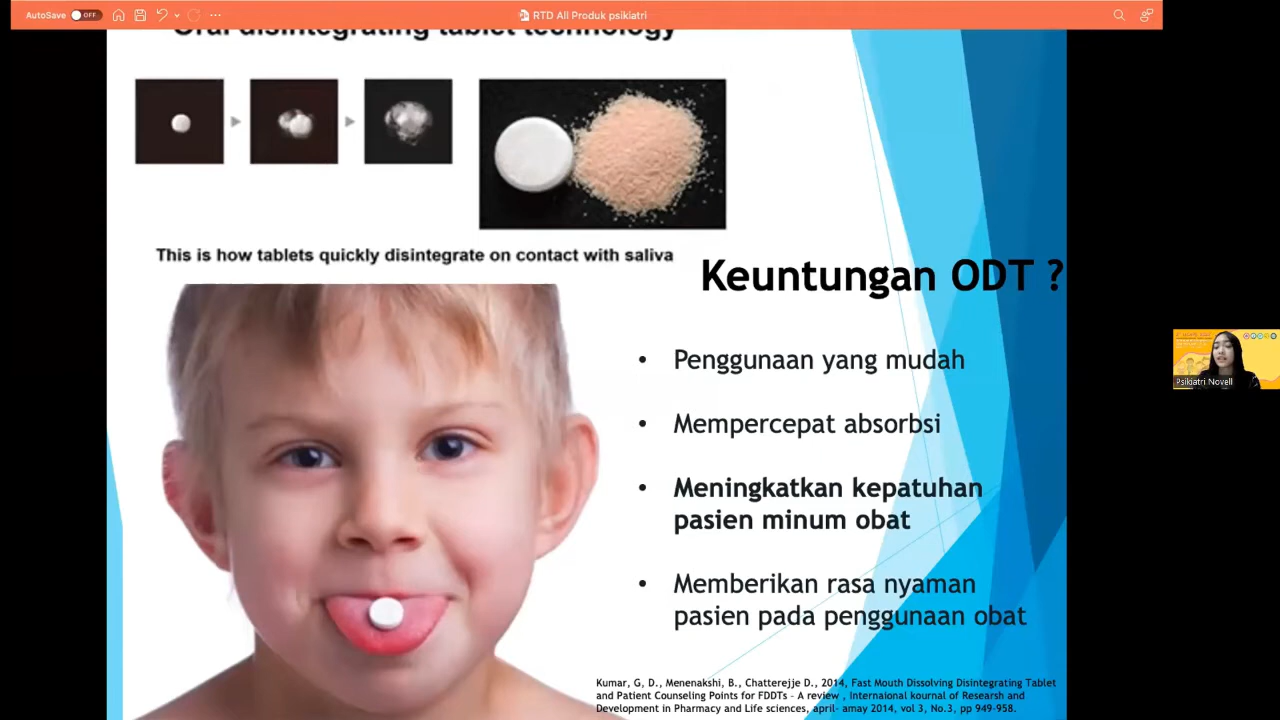 AutoSave OFF
RTD All Produk psikiatri
Oral disintegrating tablet technology
This is how tablets quickly disintegrate on contact with saliva
Keuntungan ODT ?
• Penggunaan yang mudah
• Mempercepat absorbsi
• Meningkatkan kepatuhan
pasien minum obat
• Memberikan rasa nyaman
pasien pada penggunaan obat
Kumar, G, D., Menenakshi, B., Chatterejje D., 2014, Fast Mouth Dissolving Disintegrating Tablet
and Patient Counseling Points for FDDTs - A review , internaional kournal of Researsh and
Development in Pharmacy and Life sciences, april- amay 2014, vol 3, No.3, pp 949-958.
Psikiatri Novell